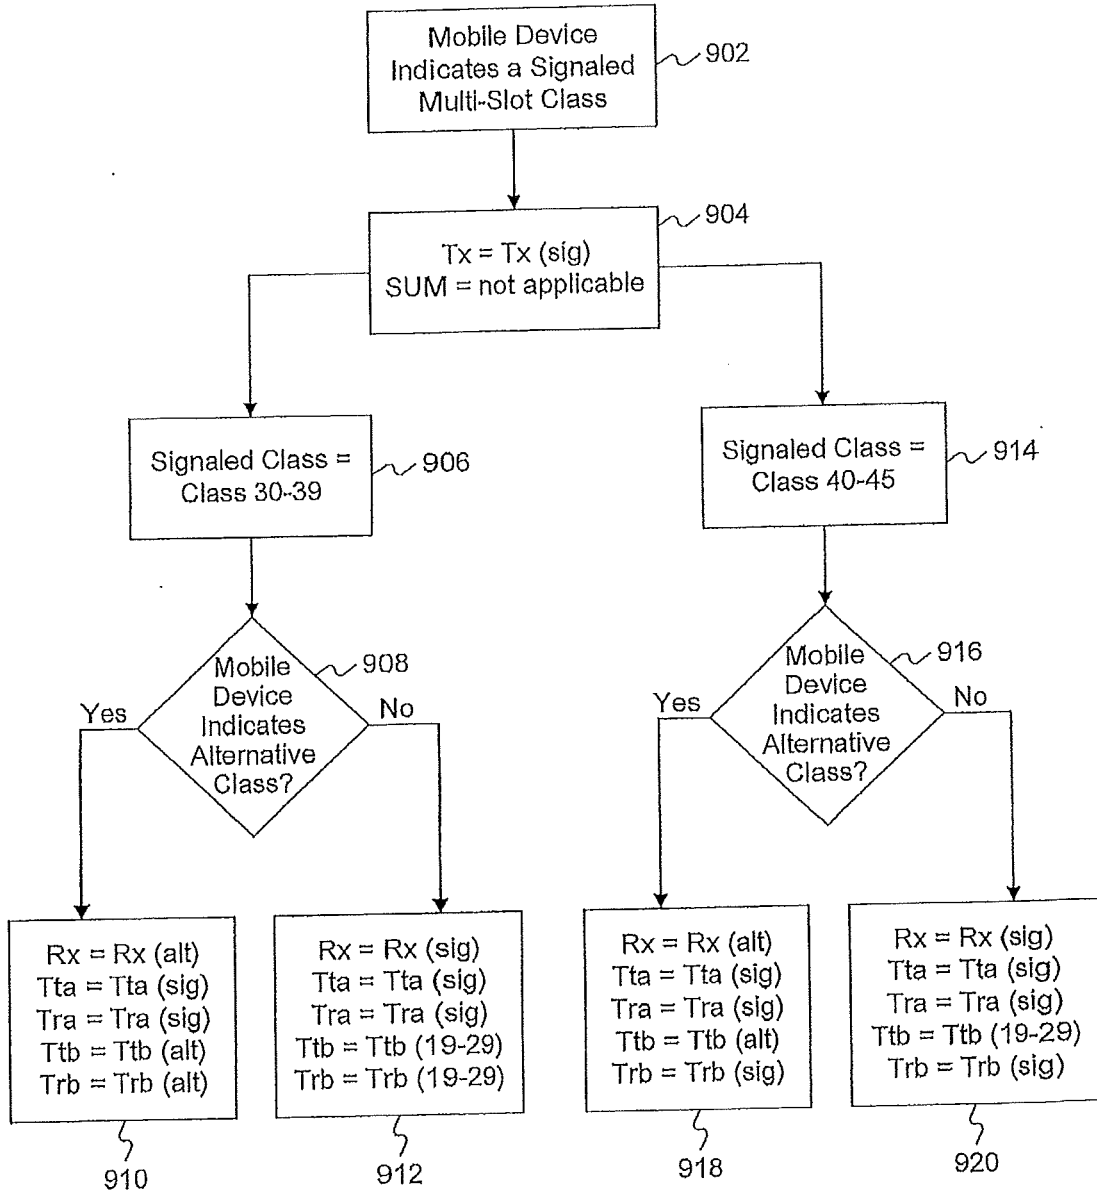 Mobile Device
Indicates a Signaled
Multi-Slot Class
902
904
Tx = Tx (sig)
SUM = not applicable
Signaled Class =
Class 30-39
906
Signaled Class =
Class 40-45
914
Mobile
Device
Indicates
Alternative
Class?
908
Yes
No
Mobile
Device
Indicates
Alternative
Class?
916
Yes
No
Rx = Rx (alt)
Tta = Tta (sig)
Tra = Tra (sig)
Ttb = Ttb (alt)
Trb = Trb (alt)
910
Rx = Rx (sig)
Tta = Tta (sig)
Tra = Tra (sig)
Ttb = Ttb (19-29)
Trb = Trb (19-29)
912
Rx = Rx (alt)
Tta = Tta (sig)
Tra = Tra (sig)
Ttb = Ttb (alt)
Trb = Trb (sig)
918
Rx = Rx (sig)
Tta = Tta (sig)
Tra = Tra (sig)
Ttb = Ttb (19-29)
Trb = Trb (sig)
920